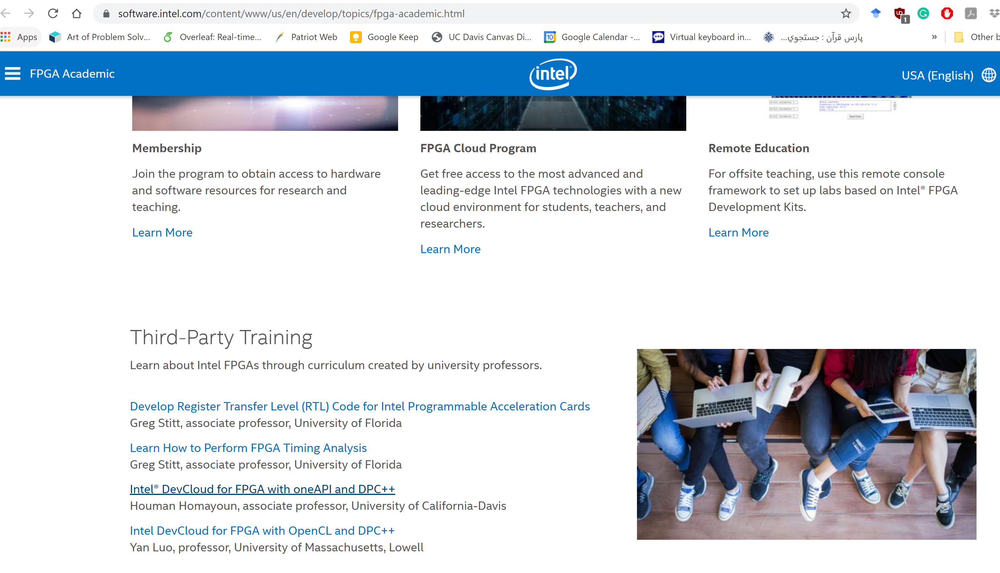 software.intel.com/content/www/us/en/develop/topics/fpga-academic.html
1
Apps
Art of Problem Solv...
Overleaf: Real-time...
Patriot Web
Google Keep
UC Davis Canvas Di...
10
Google Calendar -...
Virtual keyboard in...
پارس قرآن : جستجوي...
»
Other b
FPGA Academic
intel
USA (English)
Membership
Join the program to obtain access to hardware
and software resources for research and
teaching.
Learn More
FPGA Cloud Program
Get free access to the most advanced and
leading-edge Intel FPGA technologies with a new
cloud environment for students, teachers, and
researchers.
Learn More
Remote Education
For offsite teaching, use this remote console
framework to set up labs based on Intel® FPGA
Development Kits.
Learn More
Third-Party Training
Learn about Intel FPGAs through curriculum created by university professors.
Develop Register Transfer Level (RTL) Code for Intel Programmable Acceleration Cards
Greg Stitt, associate professor, University of Florida
Learn How to Perform FPGA Timing Analysis
Greg Stitt, associate professor, University of Florida
Intel® DevCloud for FPGA with oneAPI and DPC++
Houman Homayoun, associate professor, University of California-Davis
Intel DevCloud for FPGA with OpenCL and DPC++
Yan Luo, professor, University of Massachusetts, Lowell